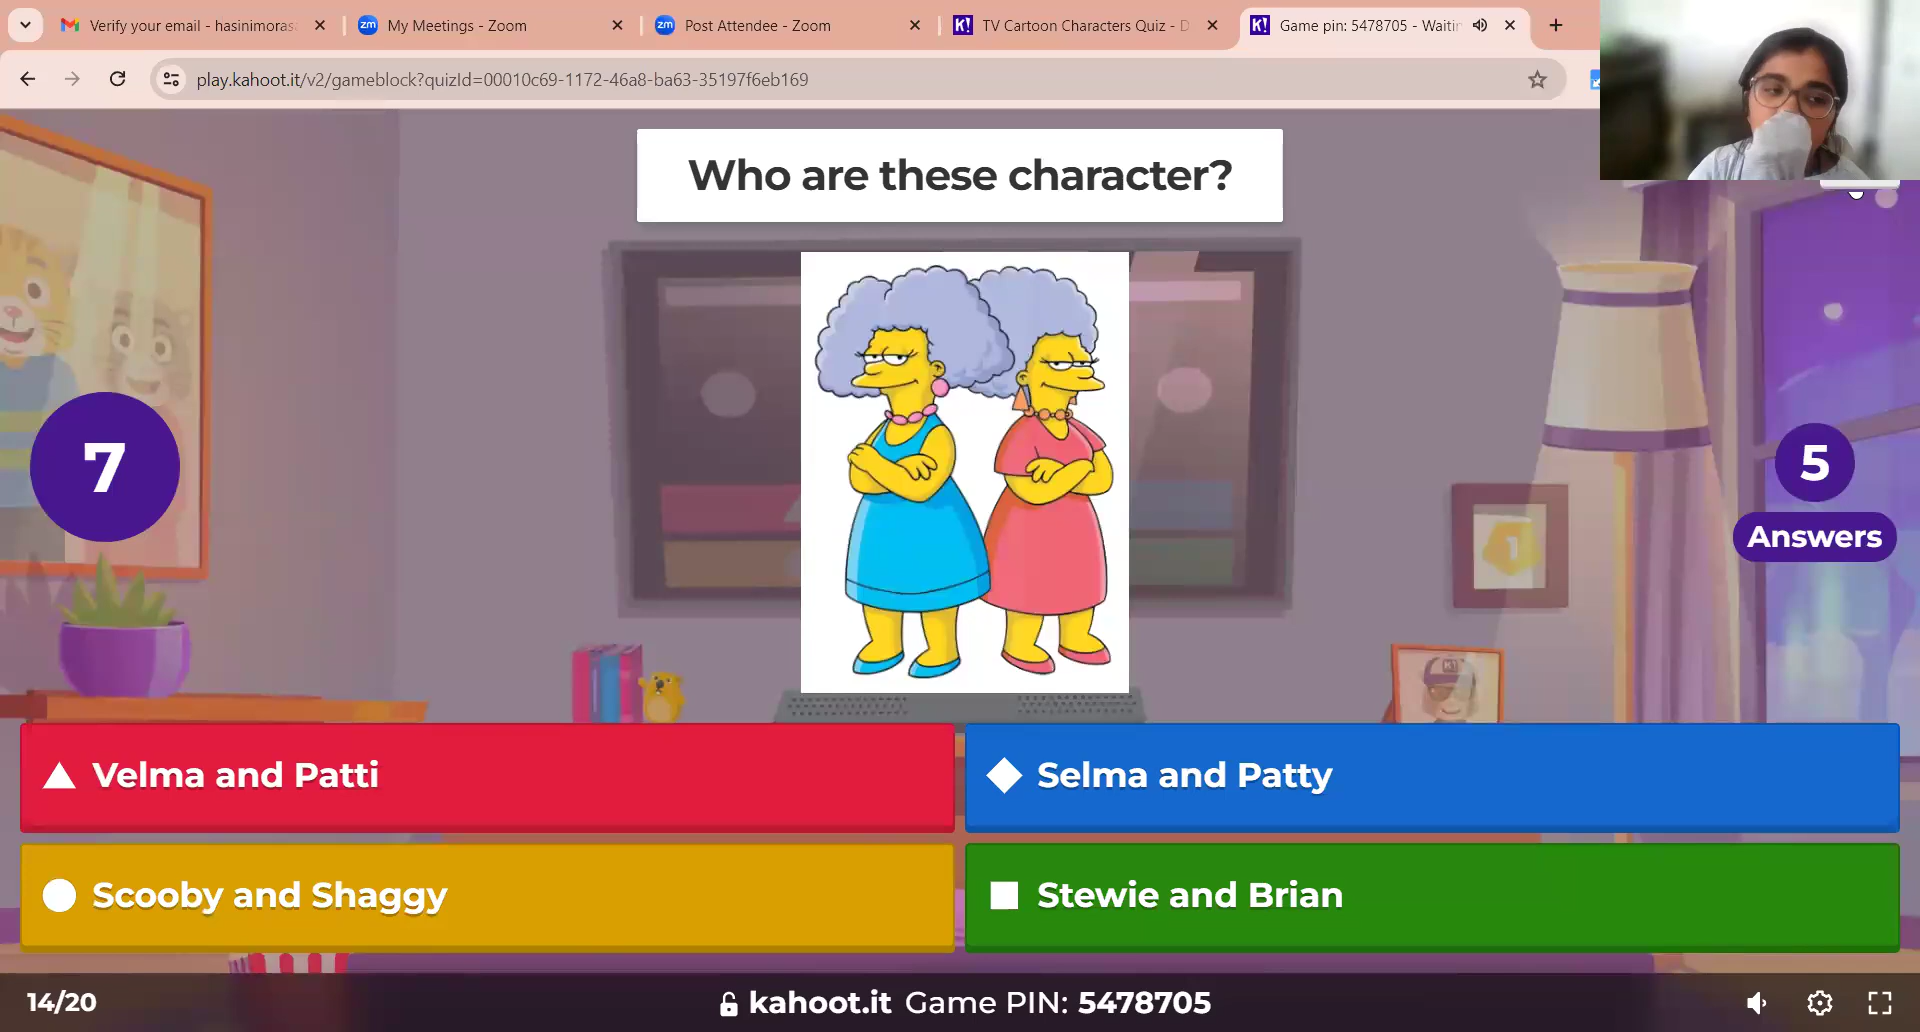 Verify your email - hasinimoras
My Meetings - Zoom
Post Attendee - Zoom
TV Cartoon Characters Quiz - D
Game pin: 5478705 - Waitin
play.kahoot.it/v2/gameblock?quizId=00010c69-1172-46a8-ba63-35197f6eb169
Who are these character?
7
5
Answers
Velma and Patti
Selma and Patty
Scooby and Shaggy
Stewie and Brian
14/20
kahoot.it Game PIN: 5478705